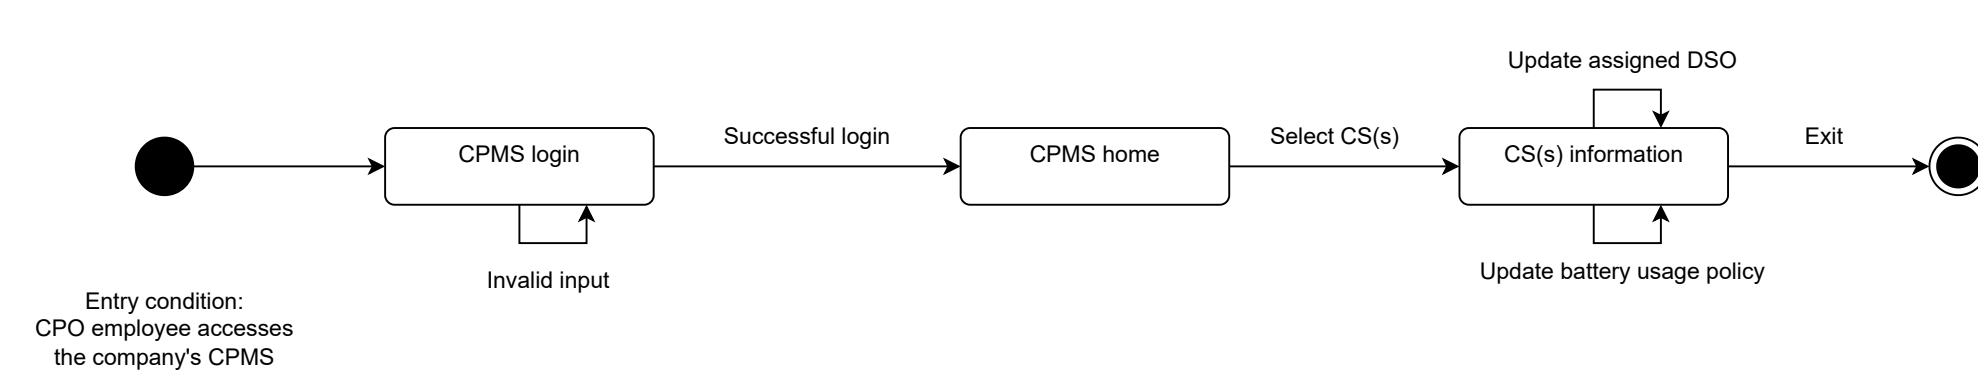 Update assigned DSO
Successful login
Select CS(s)
Exit
CPMS login
CPMS home
CS(s) information
Invalid input
Update battery usage policy
Entry condition:
CPO employee accesses
the company's CPMS